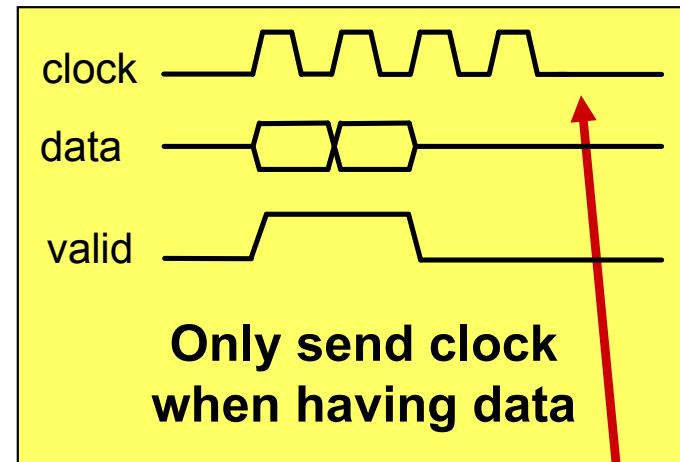 clock
data
valid
Only send clock
when having data